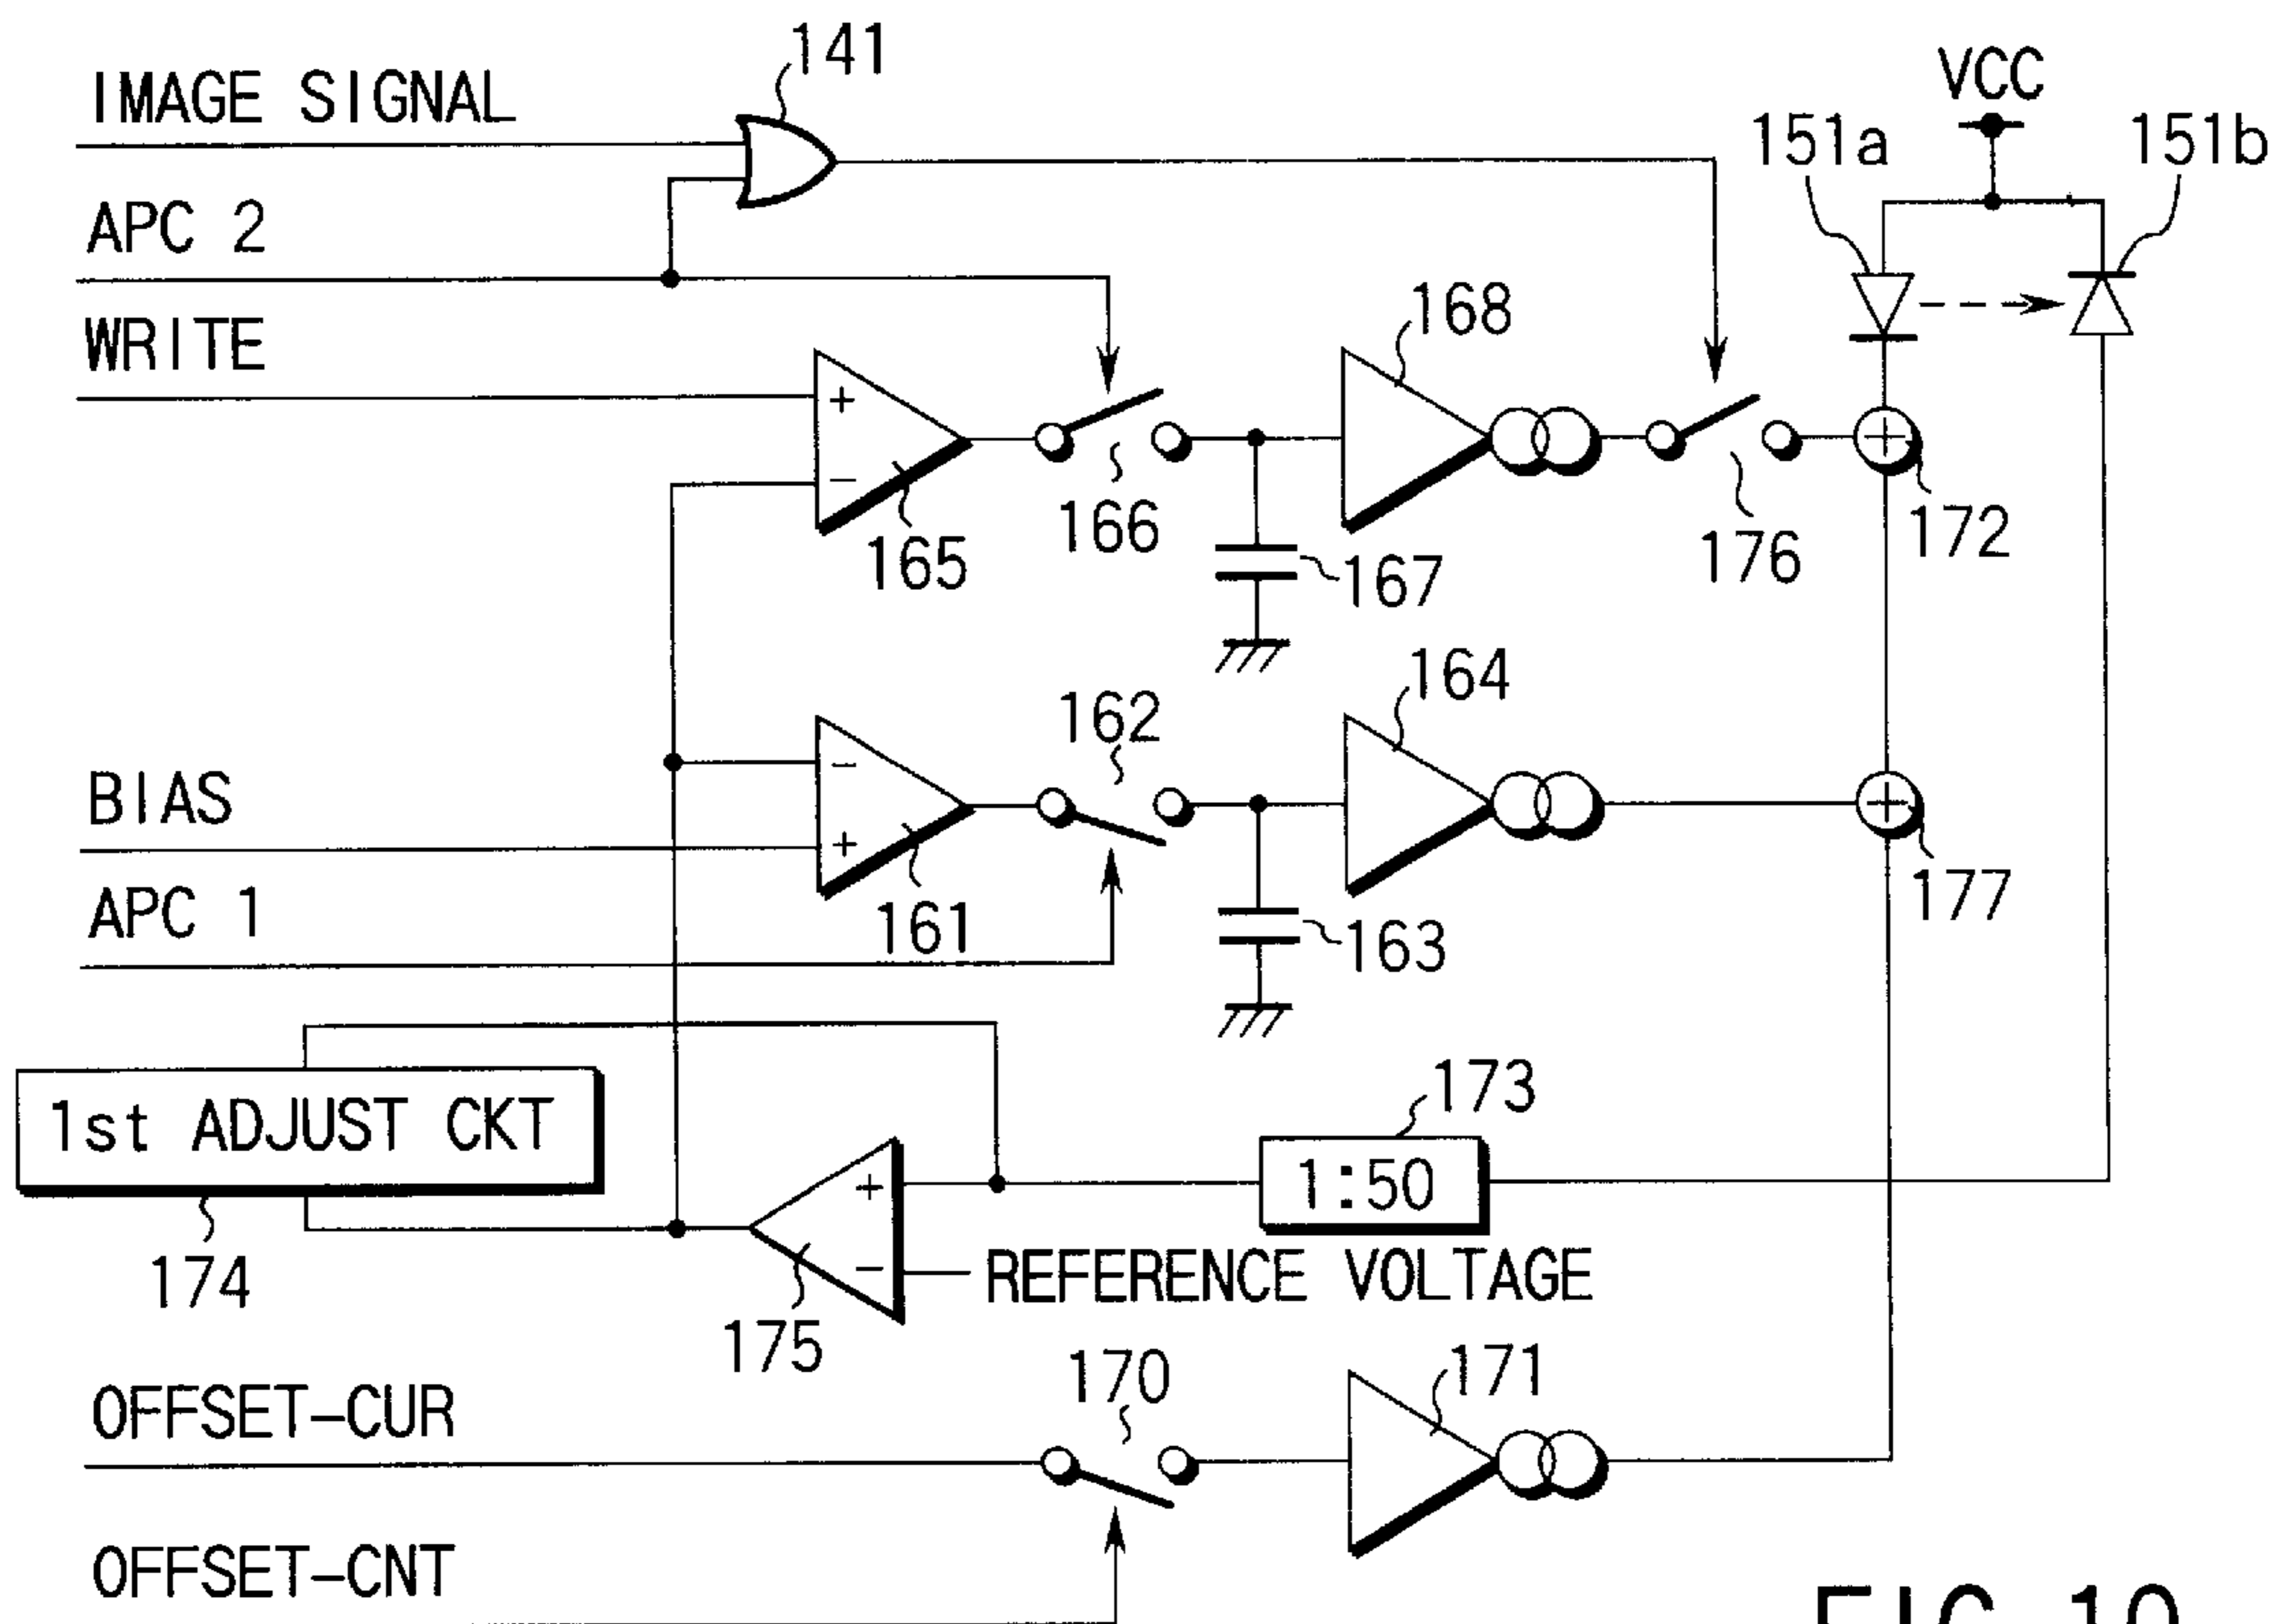 141
IMAGE SIGNAL
VCC
151a
151b
APC 2
WRITE
168
+
−
165
166
167
176
+
172
164
162
BIAS
−
+
161
APC 1
163
+
177
1st ADJUST CKT
174
173
1:50
+
−
REFERENCE VOLTAGE
175
170
171
OFFSET-CUR
OFFSET-CNT